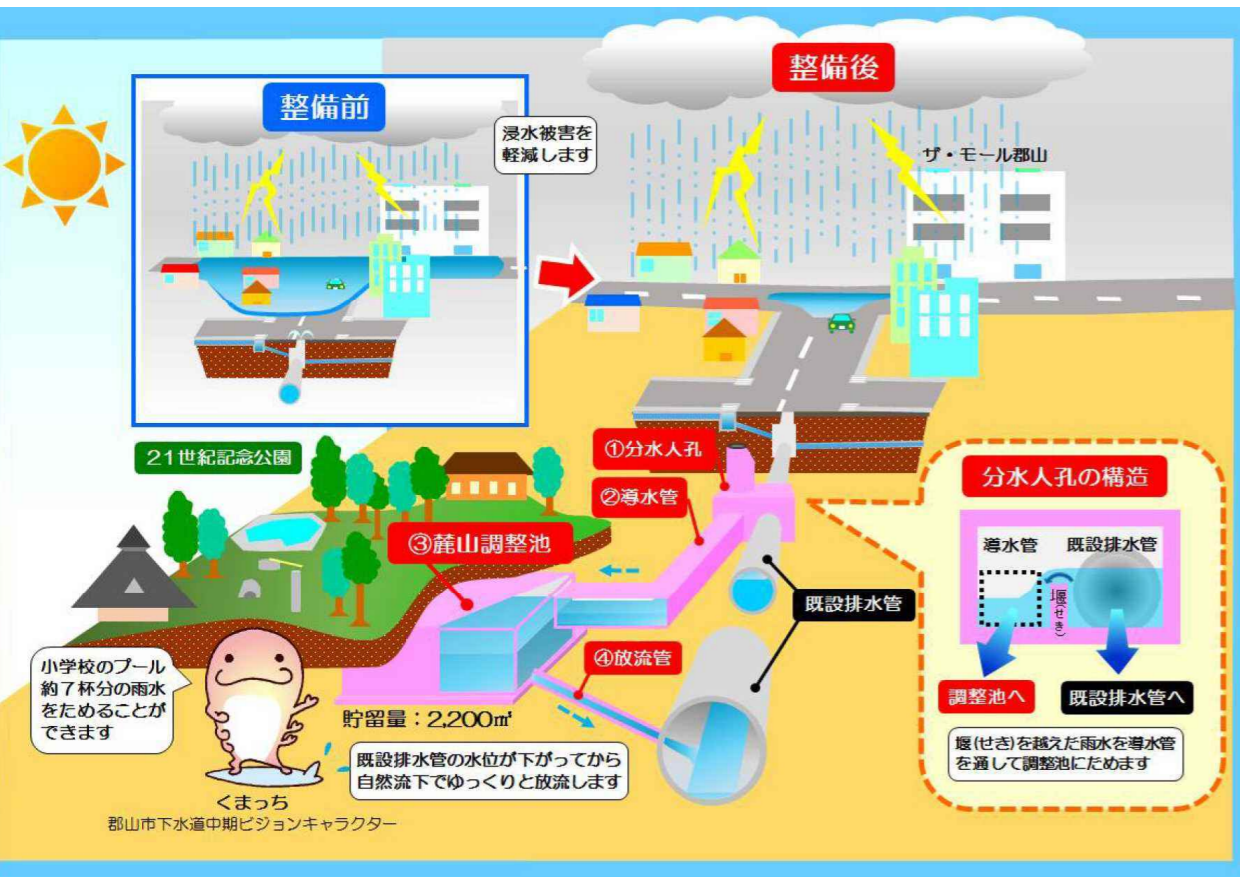 整備前
整備後
浸水被害を
軽減します
ザ・モール郡山
21世紀記念公園
①分水人孔
②導水管
③麓山調整池
既設排水管
④放流管
小学校のプール
約7杯分の雨水
をためることが
できます
貯留量：2,200㎥
既設排水管の水位が下がってから
自然流下でゆっくりと放流します
くまっち
郡山市下水道中期ビジョンキャラクター
分水人孔の構造
導水管
既設排水管
堰(せき)
調整池へ
既設排水管へ
堰(せき)を越えた雨水を導水管
を通して調整池にためます